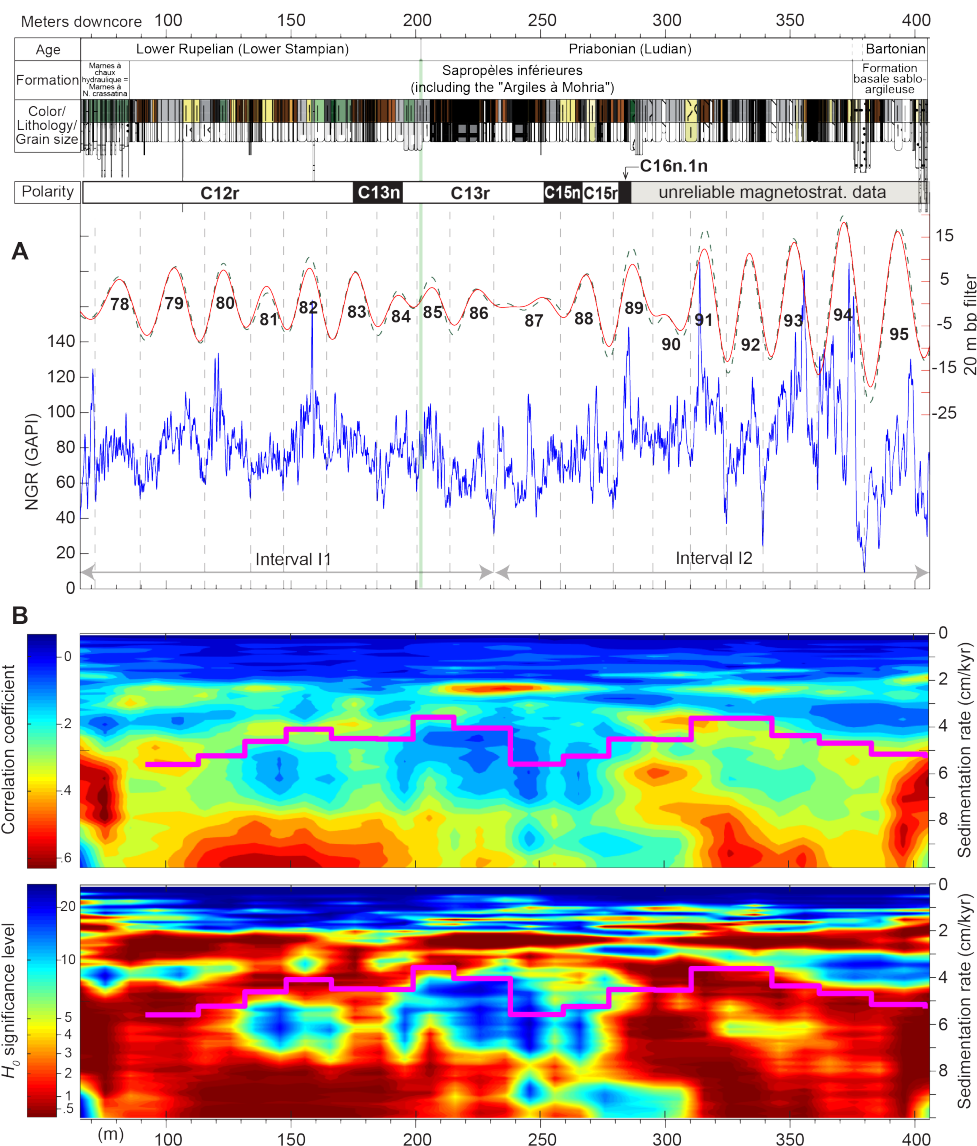 Meters downcore 100 150 200 250 300 350 400
Age Lower Rupelian (Lower Stampian) Priabonian (Ludian) Bartonian
Formation
Marnes à
chaux
hydraulique =
Marnes à
N. crassatina
Sapropèles inférieures
(including the "Argiles à Mohria")
Formation
basale sablo-
argileuse
Color/
Lithology/
Grain size
C16n.1n
Polarity C12r C13n C13r C15n C15r unreliable magnetostrat. data
A
78 79 80 81 82 83 84 85 86 87 88 89 90 91 92 93 94 95
15
5
-5
-15
-25
20 m bp filter
140
120
100
80
60
40
20
0
NGR (GAPI)
Interval I1 Interval I2
B
0
.2
.4
.6
Correlation coefficient
0
2
4
6
8
Sedimentation rate (cm/kyr)
20
10
5
4
3
2
1
.5
H0 significance level
0
2
4
6
8
Sedimentation rate (cm/kyr)
(m) 100 150 200 250 300 350 400